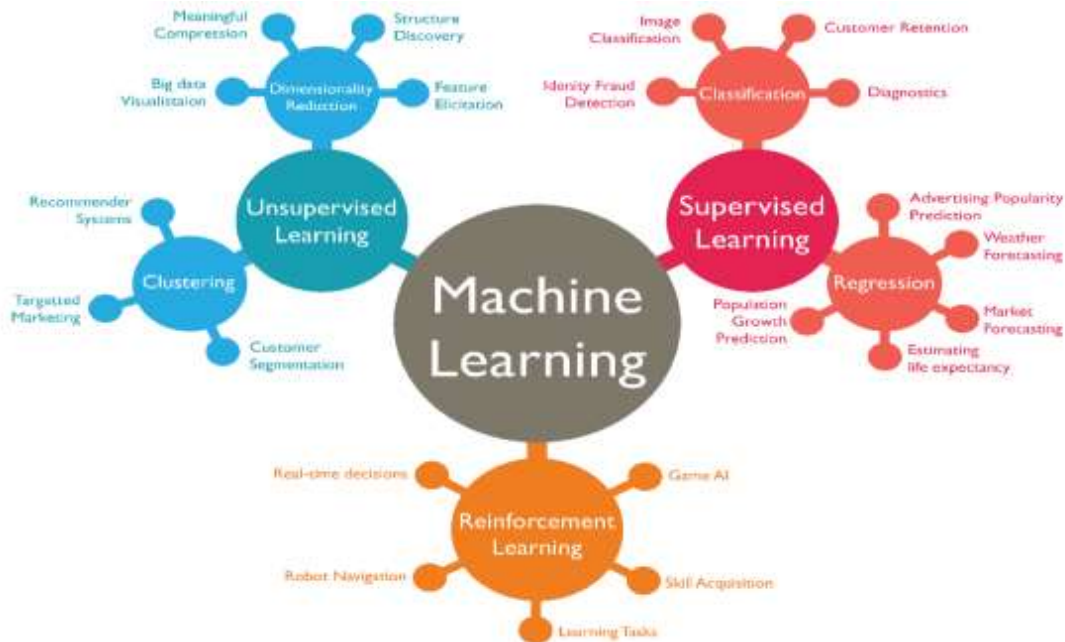 Meaningful
Compression
Structure
Discovery
Big data
Visualistaion
Dimensionality
Reduction
Feature
Elicitation
Image
Classification
Customer Retention
Idenity Fraud
Detection
Classification
Diagnostics
Recommender
Systems
Unsupervised
Learning
Clustering
Targetted
Marketing
Customer
Segmentation
Machine
Learning
Supervised
Learning
Advertising Popularity
Prediction
Weather
Forecasting
Regression
Population
Growth
Prediction
Market
Forecasting
Estimating
life expectancy
Real-time decisions
Game AI
Reinforcement
Learning
Robot Navigation
Skill Acquisition
Learning Tasks